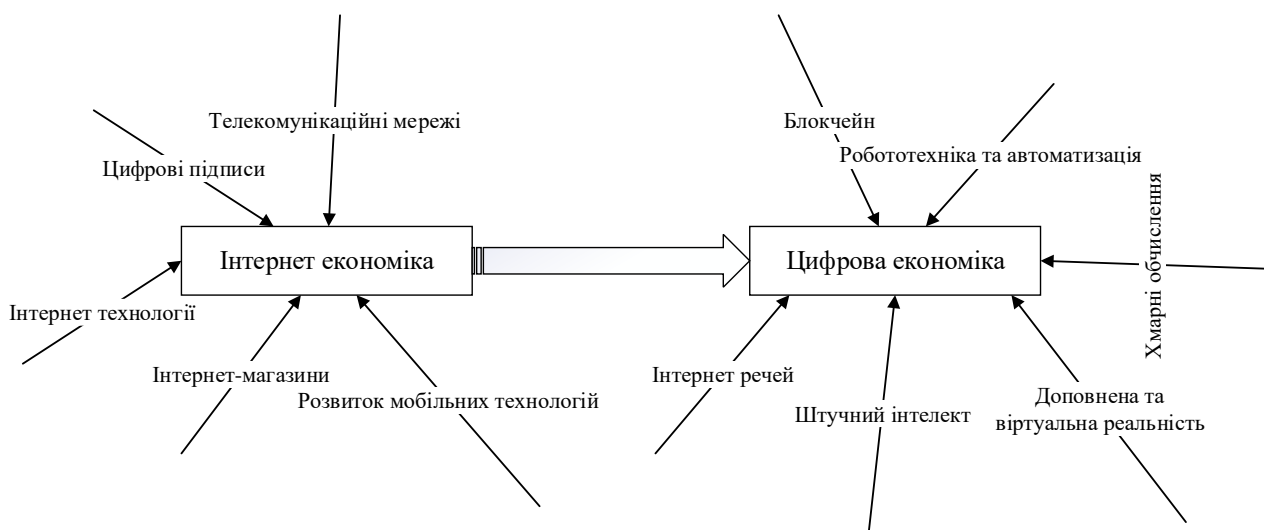 Телекомунікаційні мережі
Цифрові підписи
Інтернет економіка
Інтернет технології
Інтернет-магазини
Розвиток мобільних технологій
Блокчейн
Робототехніка та автоматизація
Цифрова економіка
Хмарні обчислення
Інтернет речей
Штучний інтелект
Доповнена та
віртуальна реальність